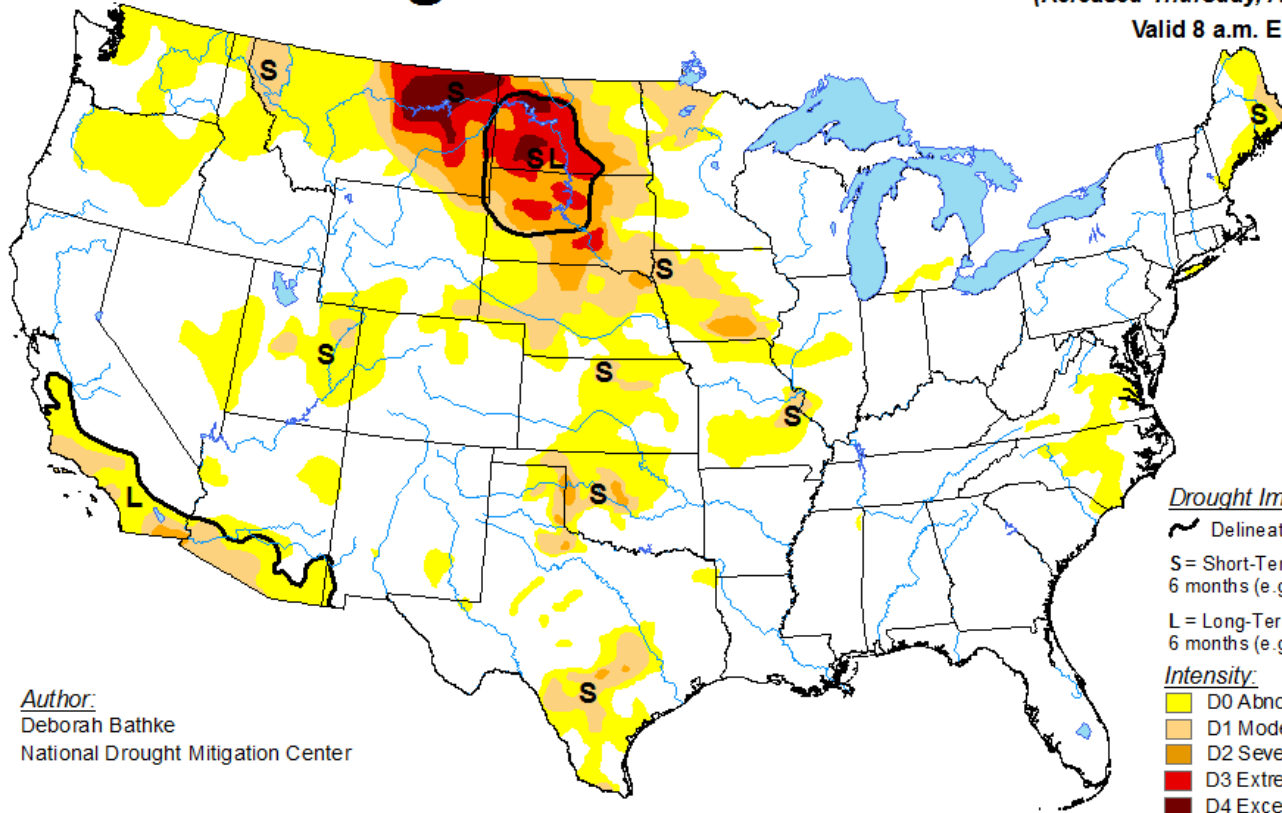 Valid 8 a.m. E
S
S
S
SL
S
S
S
S
S
L
S
S
Drought Im
Delineat
S = Short-Ter
6 months (e.g
L = Long-Ter
6 months (e.g
Intensity:
D0 Abno
D1 Mode
D2 Seve
D3 Extre
D4 Exce
Author:
Deborah Bathke
National Drought Mitigation Center